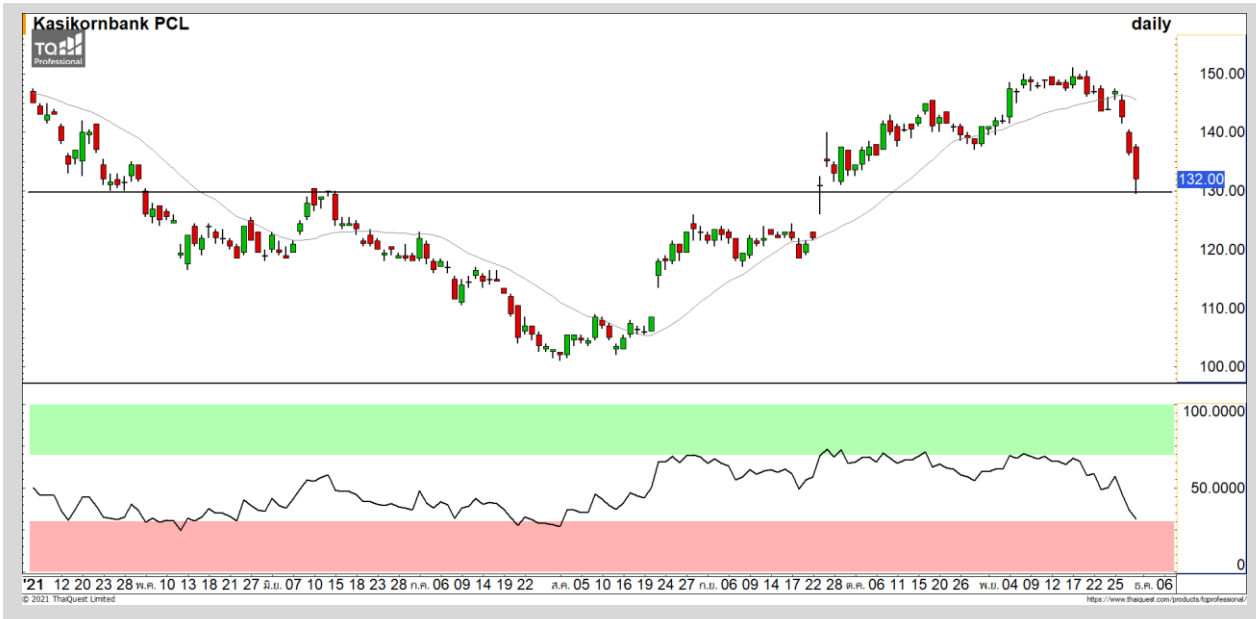 Kasikornbank PCL
daily
TQ
Professional
150.00
140.00
132.00
130.00
120.00
110.00
100.00
100.0000
50.0000
0
'21 12 20 23 28 พ.ค. 10 13 18 21 27 มิ.ย. 07 10 15 18 23 28 ก.ค. 06 09 14 19 22 ส.ค. 05 10 16 19 24 27 ก.ย. 06 09 14 17 22 28 ต.ค. 06 11 15 20 26 พ.ย. 04 09 12 17 22 25 ธ.ค. 06
© 2021 ThaiQuest Limited
https://www.thaiquest.com/products/tqprofessional/